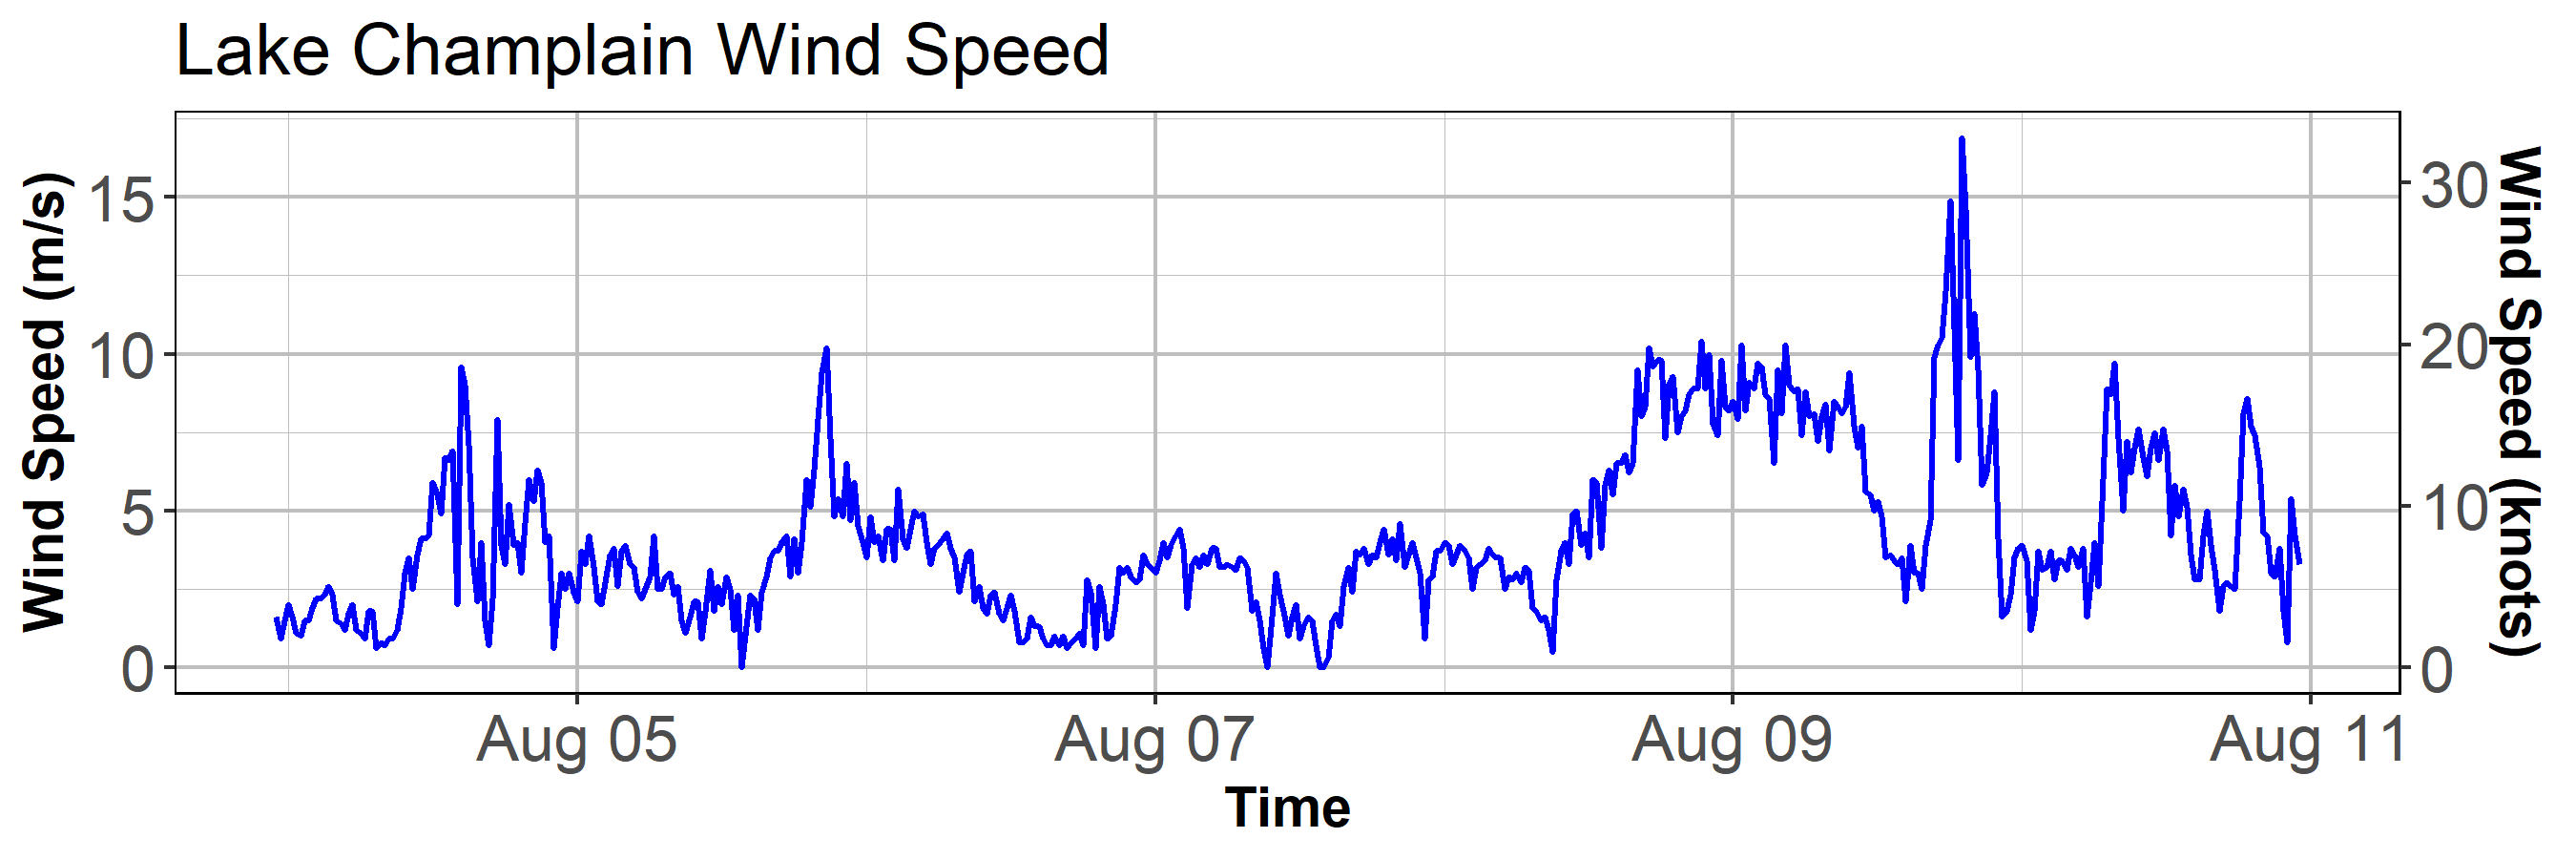 Lake Champlain Wind Speed
Wind Speed (m/s)
15
10
5
0
30
20
10
0
Wind Speed (knots)
Aug 05
Aug 07
Aug 09
Aug 11
Time